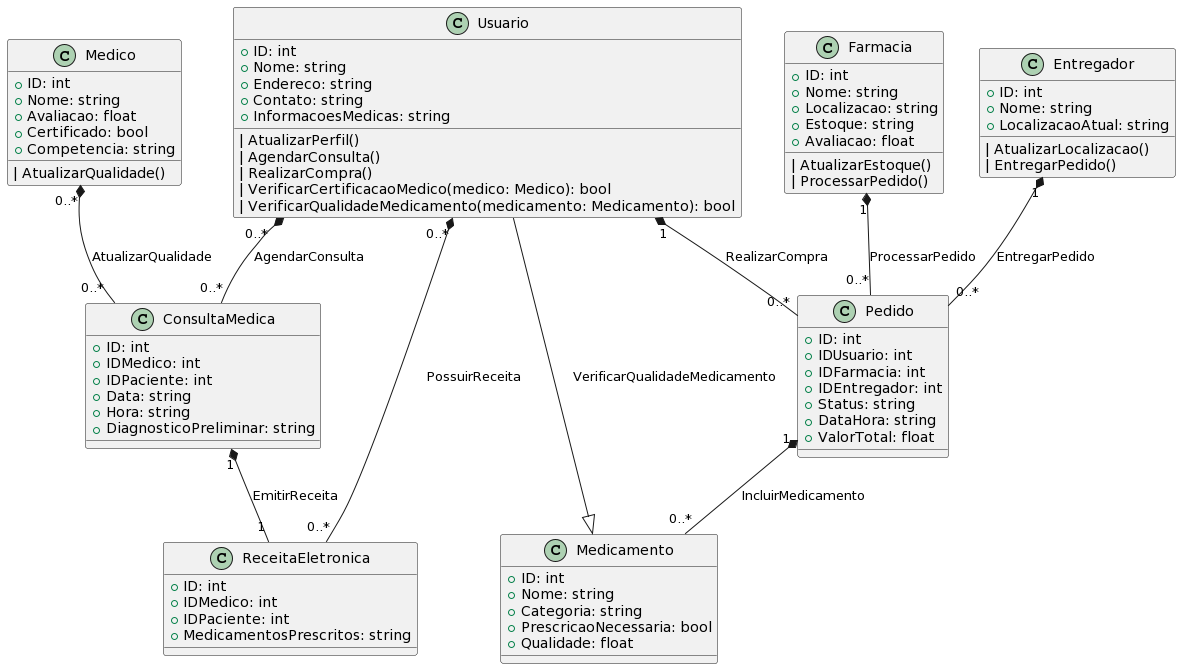 C Medico
ID: int
Nome: string
Avaliacao: float
Certificado: bool
Competencia: string
| AtualizarQualidade()
C Usuario
ID: int
Nome: string
Endereco: string
Contato: string
InformacoesMedicas: string
| AtualizarPerfil()
| AgendarConsulta()
| RealizarCompra()
| VerificarCertificacaoMedico(medico: Medico): bool
| VerificarQualidadeMedicamento(medicamento: Medicamento): bool
C Farmacia
ID: int
Nome: string
Localizacao: string
Estoque: string
Avaliacao: float
| AtualizarEstoque()
| ProcessarPedido()
C Entregador
ID: int
Nome: string
LocalizacaoAtual: string
| AtualizarLocalizacao()
| EntregarPedido()
0..*
AtualizarQualidade
0..*
0..*
AgendarConsulta
0..*
0..*
PossuirReceita
0..*
VerificarQualidadeMedicamento
1
RealizarCompra
0..*
1
ProcessarPedido
0..*
1
EntregarPedido
0..*
C ConsultaMedica
ID: int
IDMedico: int
IDPaciente: int
Data: string
Hora: string
DiagnosticoPreliminar: string
C Pedido
ID: int
IDUsuario: int
IDFarmacia: int
IDEntregador: int
Status: string
DataHora: string
ValorTotal: float
1
EmitirReceita
1
1
IncluirMedicamento
0..*
C ReceitaEletronica
ID: int
IDMedico: int
IDPaciente: int
MedicamentosPrescritos: string
C Medicamento
ID: int
Nome: string
Categoria: string
PrescricaoNecessaria: bool
Qualidade: float